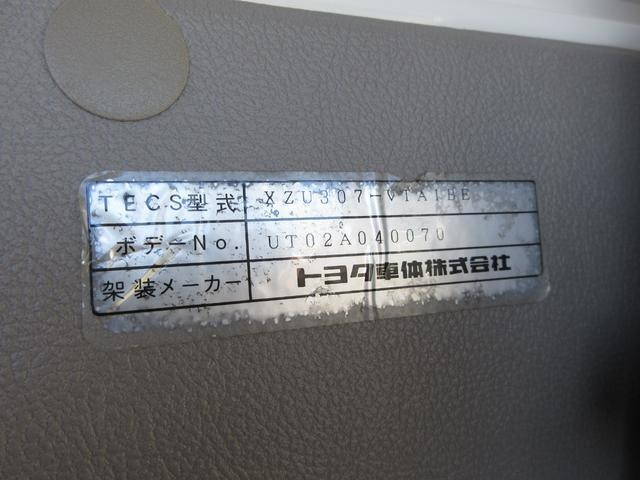 TECS型式 XZU307-VTA1BE
ボデーNo. UT02A040070
架装メーカー トヨタ車体株式会社